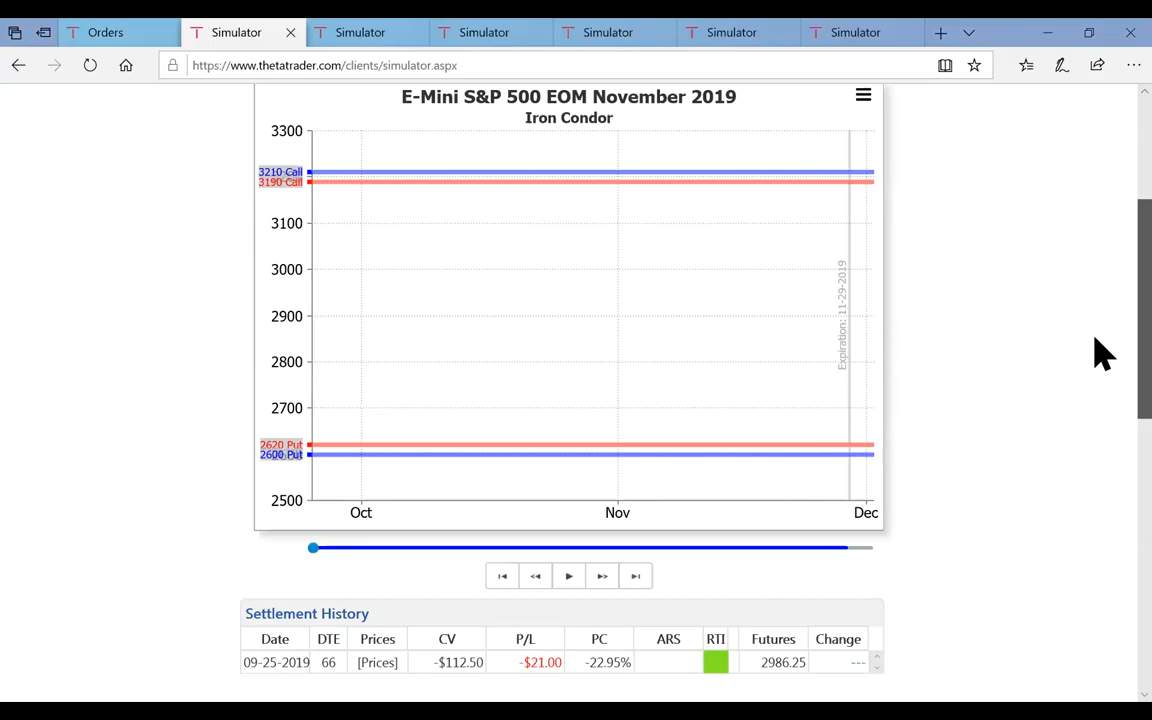 Orders Simulator Simulator Simulator Simulator Simulator Simulator
https://www.thetatrader.com/clients/simulator.aspx
E-Mini S&P 500 EOM November 2019
Iron Condor
3300
3210 Call
3190 Call
3100
3000
2900
2800
2700
2620 Put
2600 Put
2500
Expiration: 11-29-2019
Oct Nov Dec
Settlement History
Date DTE Prices CV P/L PC ARS RTI Futures Change
09-25-2019 66 [Prices] -$112.50 -$21.00 -22.95% 2986.25 ---